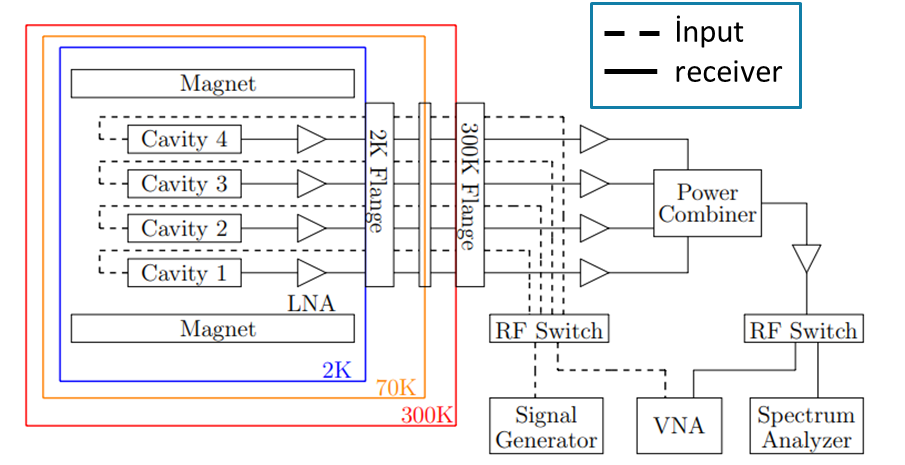 İnput
receiver
Magnet
Cavity 4
Cavity 3
Cavity 2
Cavity 1
LNA
Magnet
2K
70K
300K
2K Flange
300K Flange
Power
Combiner
RF Switch
RF Switch
Signal
Generator
VNA
Spectrum
Analyzer